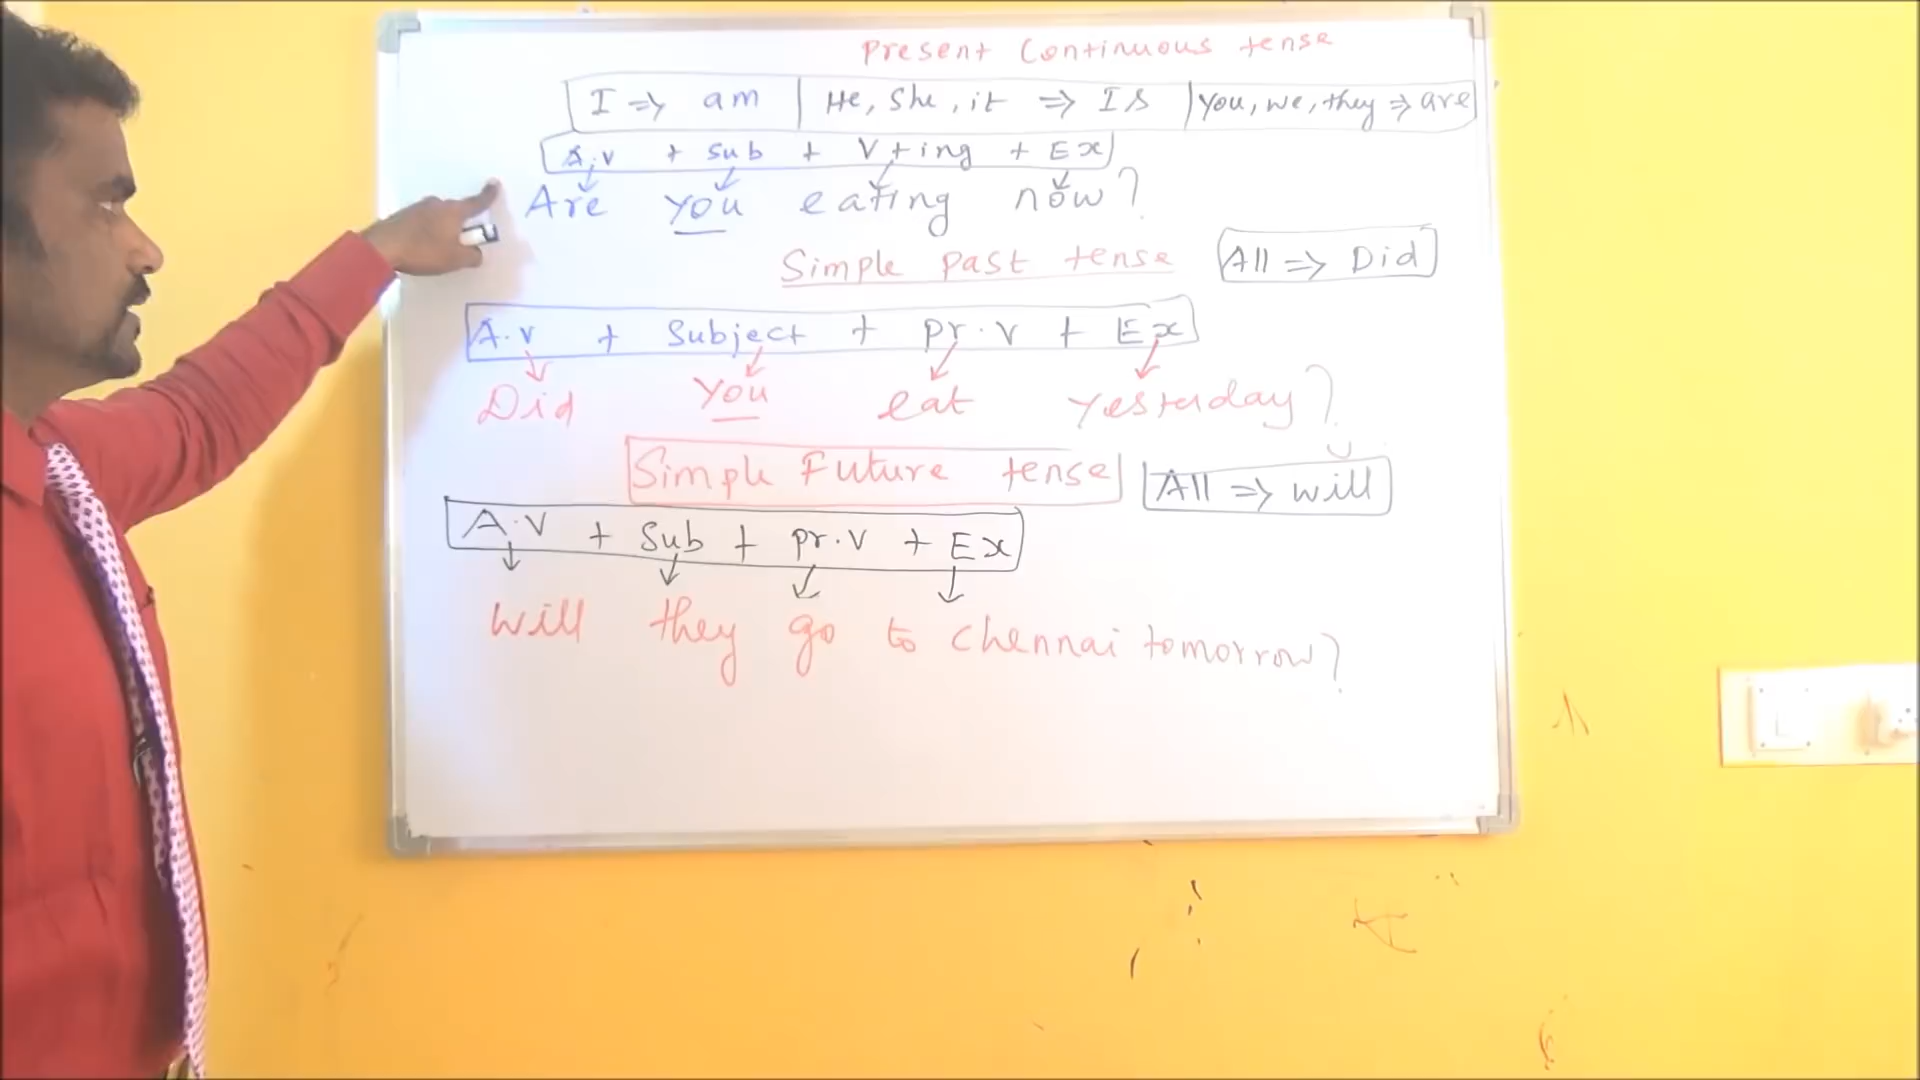 Present Continuous tense
I => am | He, She, it => Is | You, we, they => are
A.V + Sub + V+ing + Ex
Are you eating now?
Simple past tense All => Did
A.V + Subject + pr.V + Ex
Did you eat yesterday?
Simple Future tense All => will
A.V + Sub + pr.V + Ex
will they go to chennai tomorrow?